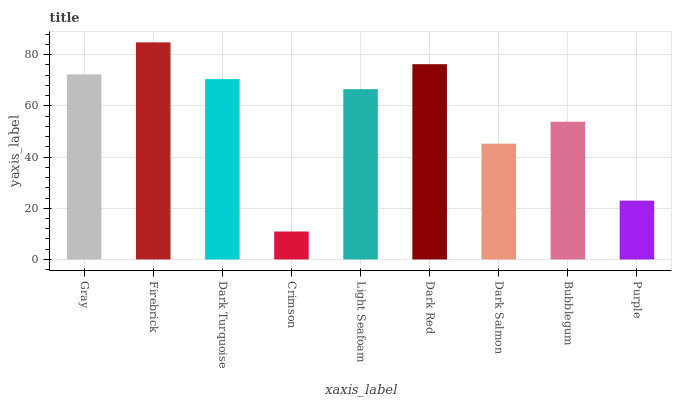 title
80
60
40
20
0
yaxis_label
Gray
Firebrick
Dark Turquoise
Crimson
Light Seafoam
Dark Red
Dark Salmon
Bubblegum
Purple
xaxis_label